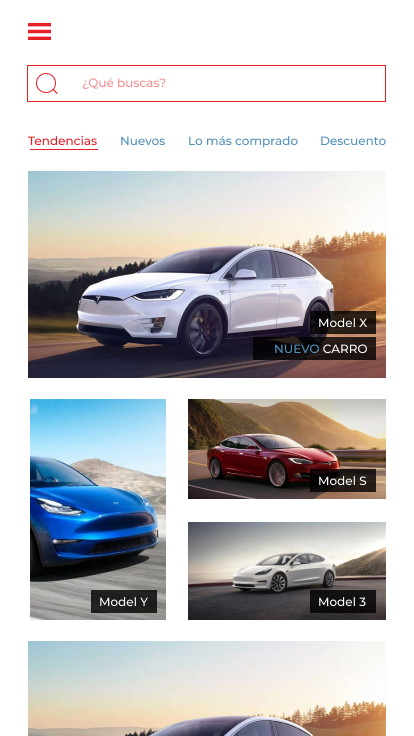 ¿Qué buscas?
Tendencias Nuevos Lo más comprado Descuento
Model X
NUEVO CARRO
Model S
Model Y
Model 3